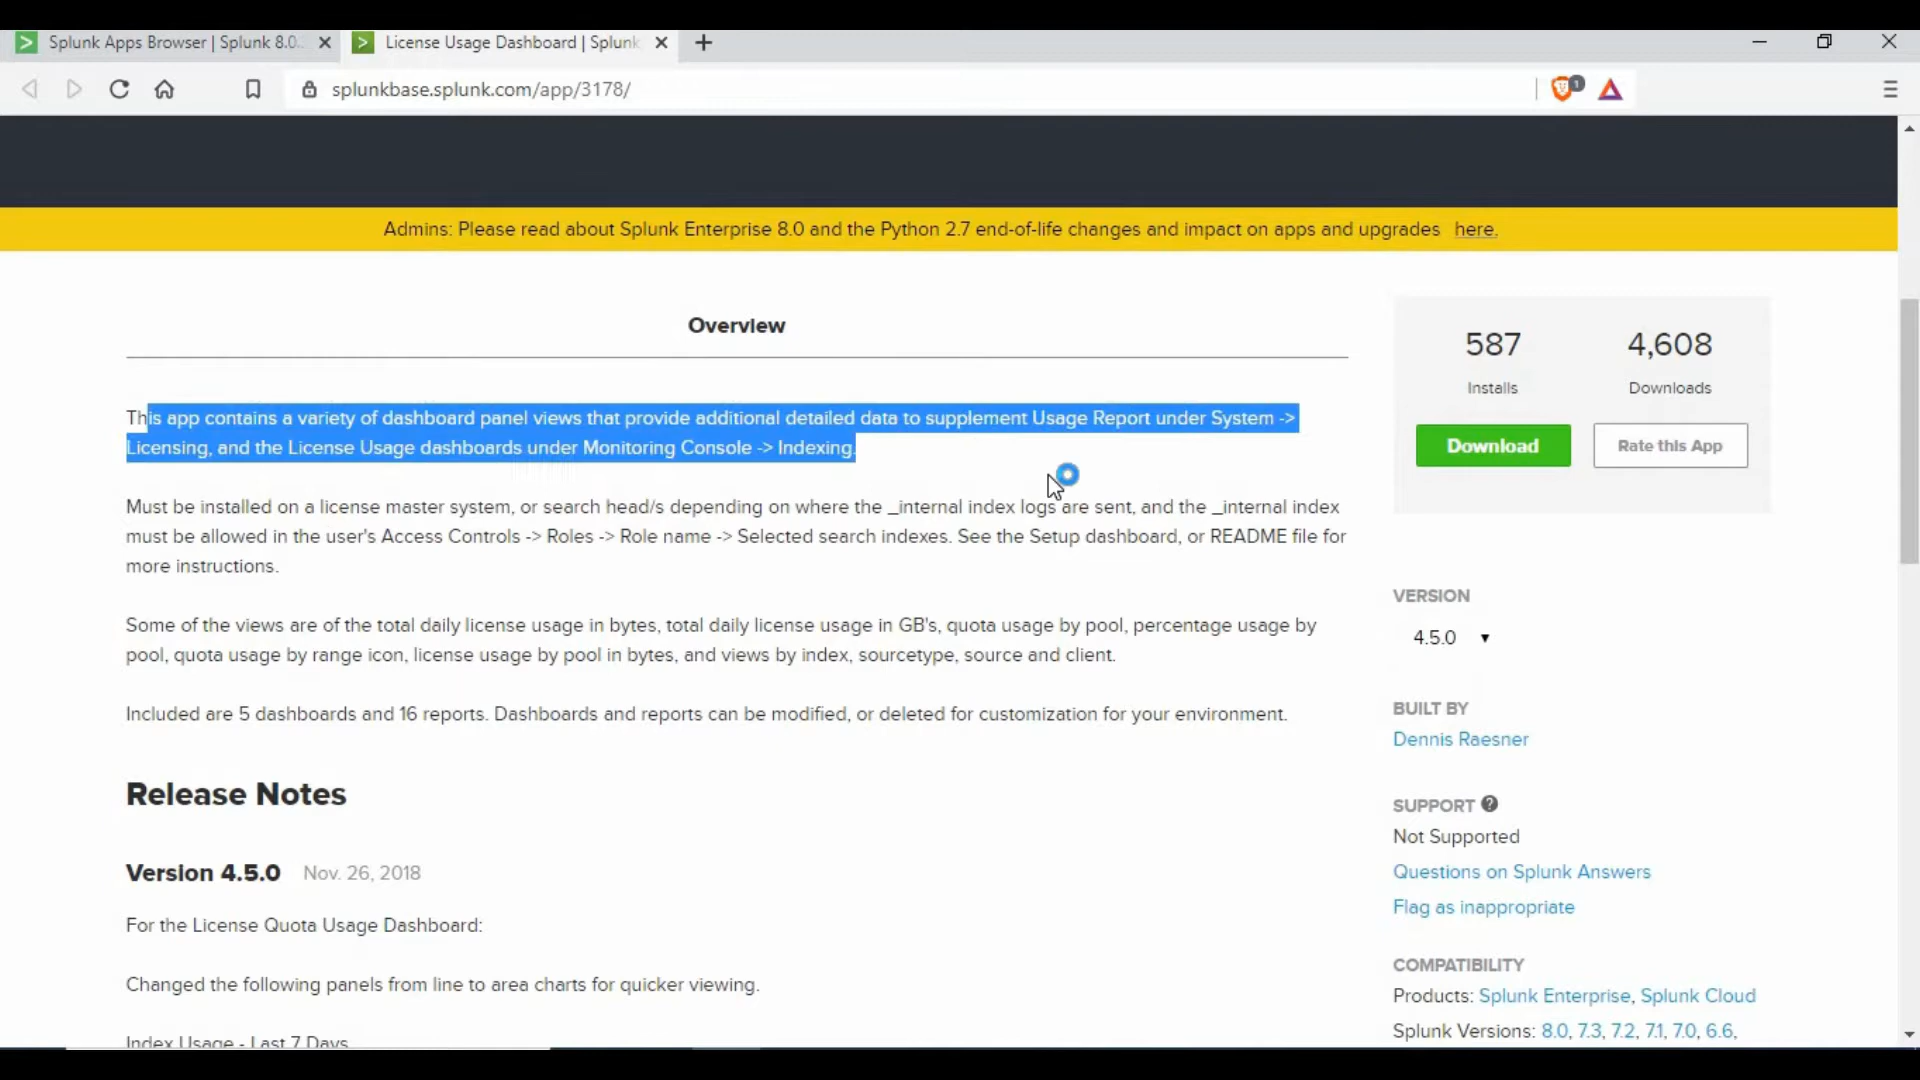 Splunk Apps Browser | Splunk 8.0.
License Usage Dashboard | Splunk
splunkbase.splunk.com/app/3178/
1
Admins: Please read about Splunk Enterprise 8.0 and the Python 2.7 end-of-life changes and impact on apps and upgrades here.
Overview
This app contains a variety of dashboard panel views that provide additional detailed data to supplement Usage Report under System ->
Licensing, and the License Usage dashboards under Monitoring Console -> Indexing.
Must be installed on a license master system, or search head/s depending on where the _internal index logs are sent, and the _internal index
must be allowed in the user's Access Controls -> Roles -> Role name -> Selected search indexes. See the Setup dashboard, or README file for
more instructions.
Some of the views are of the total daily license usage in bytes, total daily license usage in GB's, quota usage by pool, percentage usage by
pool, quota usage by range icon, license usage by pool in bytes, and views by index, sourcetype, source and client.
Included are 5 dashboards and 16 reports. Dashboards and reports can be modified, or deleted for customization for your environment.
Release Notes
Version 4.5.0 Nov. 26, 2018
For the License Quota Usage Dashboard:
Changed the following panels from line to area charts for quicker viewing.
Index Usage - Last 7 Days
587 4,608
Installs Downloads
Download Rate this App
VERSION
4.5.0
BUILT BY
Dennis Raesner
SUPPORT ?
Not Supported
Questions on Splunk Answers
Flag as inappropriate
COMPATIBILITY
Products: Splunk Enterprise, Splunk Cloud
Splunk Versions: 8.0, 7.3, 7.2, 7.1, 7.0, 6.6,